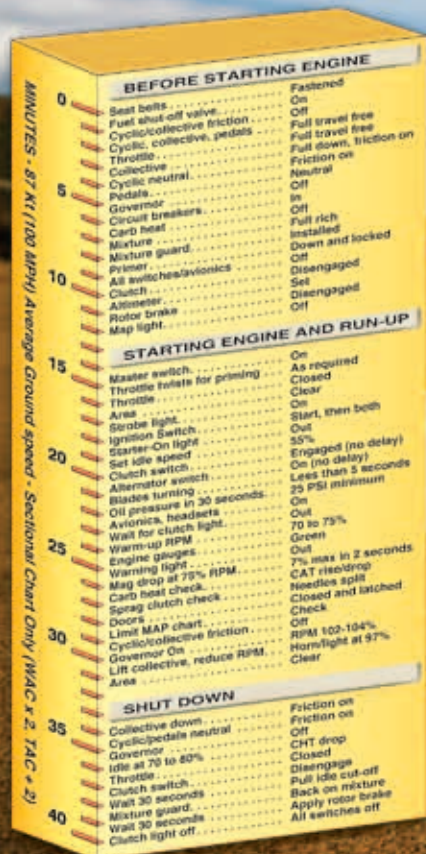 MINUTES - 87 Kt (100 MPH) Average Ground speed - Sectional Chart Only (WAC x 2, TAC ÷ 2)
0
5
10
15
20
25
30
35
40
BEFORE STARTING ENGINE
Seat belts . . . . . . . . . . Fastened
Fuel shut-off valve . . . . . . . . . . On
Cyclic/collective friction . . . . . . . . . . Off
Cyclic, collective, pedals . . . . . . . . . . Full travel free
Throttle . . . . . . . . . . Full travel free
Collective . . . . . . . . . . Full down, friction on
Cyclic neutral . . . . . . . . . . Friction on
Pedals . . . . . . . . . . Neutral
Governor . . . . . . . . . . Off
Circuit breakers . . . . . . . . . . In
Carb heat . . . . . . . . . . Off
Mixture . . . . . . . . . . Full rich
Mixture guard . . . . . . . . . . Installed
Primer . . . . . . . . . . Down and locked
All switches/avionics . . . . . . . . . . Off
Clutch . . . . . . . . . . Disengaged
Altimeter . . . . . . . . . . Set
Rotor brake . . . . . . . . . . Disengaged
Map light . . . . . . . . . . Off
STARTING ENGINE AND RUN-UP
Master switch . . . . . . . . . . On
Throttle twists for priming . . . . . . . . . . As required
Throttle . . . . . . . . . . Closed
Area . . . . . . . . . . Clear
Strobe light . . . . . . . . . . On
Ignition Switch . . . . . . . . . . Start, then both
Starter-On light . . . . . . . . . . Out
Set idle speed . . . . . . . . . . 55%
Clutch switch . . . . . . . . . . Engaged (no delay)
Alternator switch . . . . . . . . . . On (no delay)
Blades turning . . . . . . . . . . Less than 5 seconds
Oil pressure in 30 seconds . . . . . . . . . . 25 PSI minimum
Avionics, headsets . . . . . . . . . . On
Wait for clutch light . . . . . . . . . . Out
Warm-up RPM . . . . . . . . . . 70 to 75%
Engine gauges . . . . . . . . . . Green
Warning light . . . . . . . . . . Out
Mag drop at 75% RPM . . . . . . . . . . 7% max in 2 seconds
Carb heat check . . . . . . . . . . CAT rise/drop
Sprag clutch check . . . . . . . . . . Needles split
Doors . . . . . . . . . . Closed and latched
Limit MAP chart . . . . . . . . . . Check
Cyclic/collective friction . . . . . . . . . . Off
Governor On . . . . . . . . . . RPM 102-104%
Lift collective, reduce RPM . . . . . . . . . . Horn/light at 97%
Area . . . . . . . . . . Clear
SHUT DOWN
Collective down . . . . . . . . . . Friction on
Cyclic/pedals neutral . . . . . . . . . . Friction on
Governor . . . . . . . . . . Off
Idle at 70 to 80% . . . . . . . . . . CHT drop
Throttle . . . . . . . . . . Closed
Clutch switch . . . . . . . . . . Disengage
Wait 30 seconds . . . . . . . . . . Pull idle cut-off
Mixture guard . . . . . . . . . . Back on mixture
Wait 30 seconds . . . . . . . . . . Apply rotor brake
Clutch light off . . . . . . . . . . All switches off